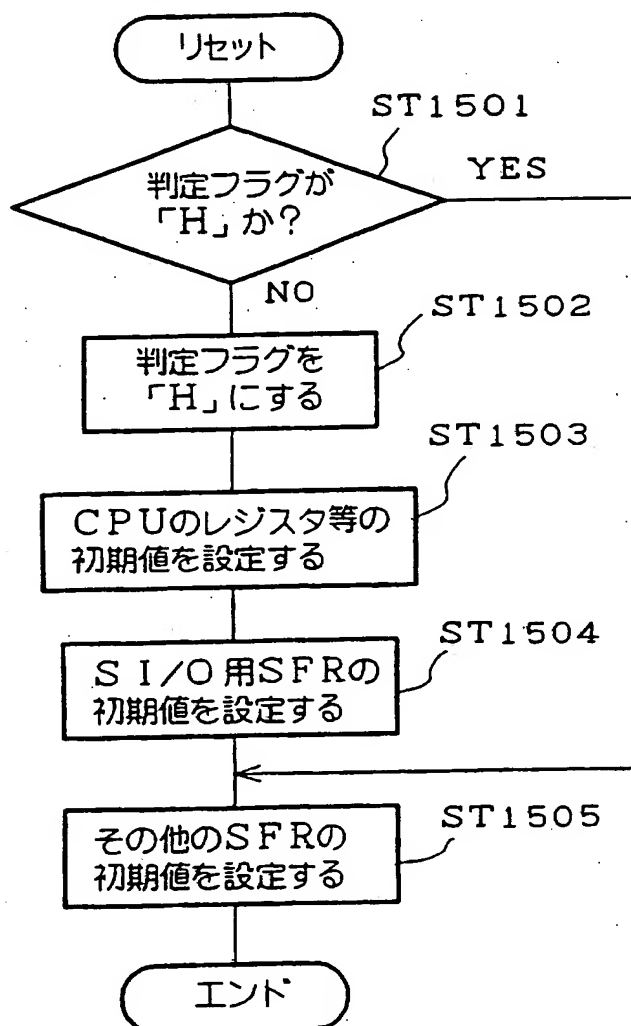 リセット
ST1501
判定フラグが
「H」か?
YES
NO
ST1502
判定フラグを
「H」にする
ST1503
CPUのレジスタ等の
初期値を設定する
ST1504
SI/O用SFRの
初期値を設定する
ST1505
その他のSFRの
初期値を設定する
エンド